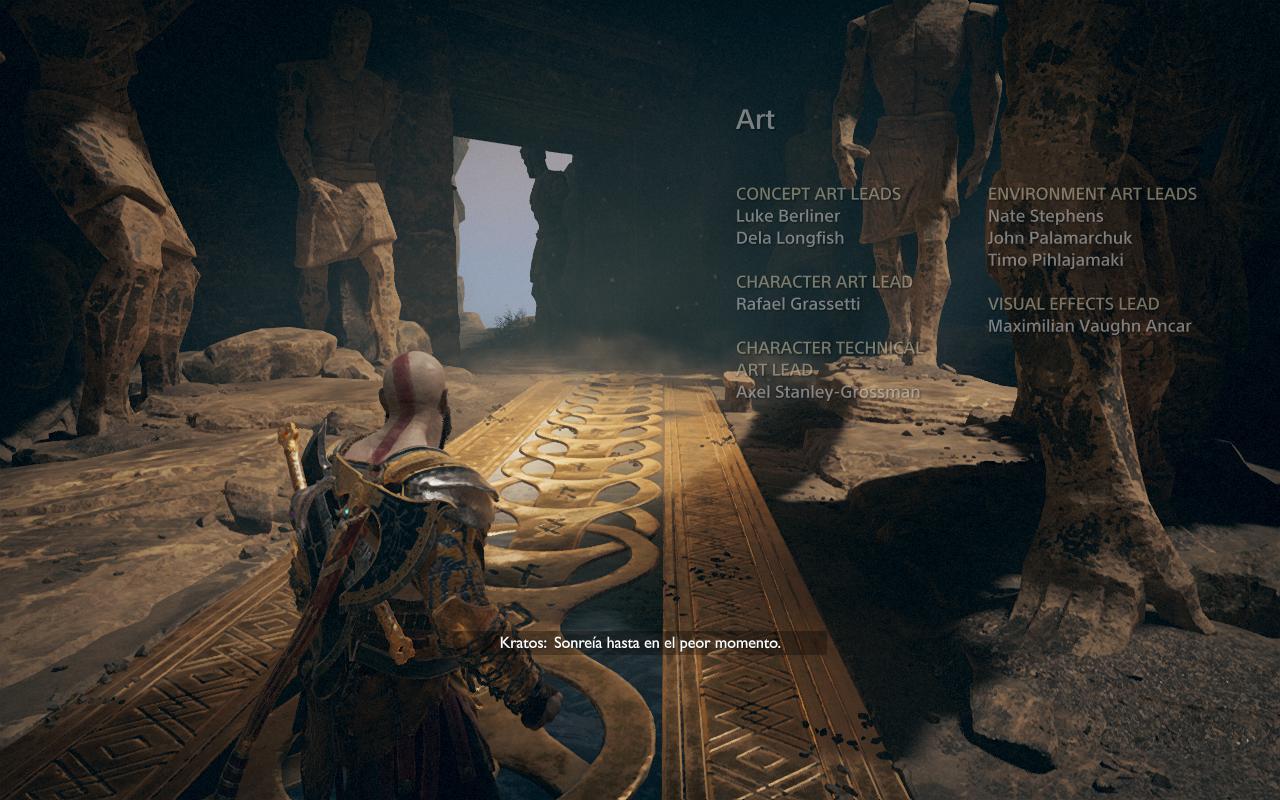 Art
CONCEPT ART LEADS
Luke Berliner
Dela Longfish
CHARACTER ART LEAD
Rafael Grassetti
CHARACTER TECHNICAL
ART LEAD
Axel Stanley-Grossman
ENVIRONMENT ART LEADS
Nate Stephens
John Palamarchuk
Timo Pihlajamaki
VISUAL EFFECTS LEAD
Maximilian Vaughn Ancar
Kratos: Sonreía hasta en el peor momento.